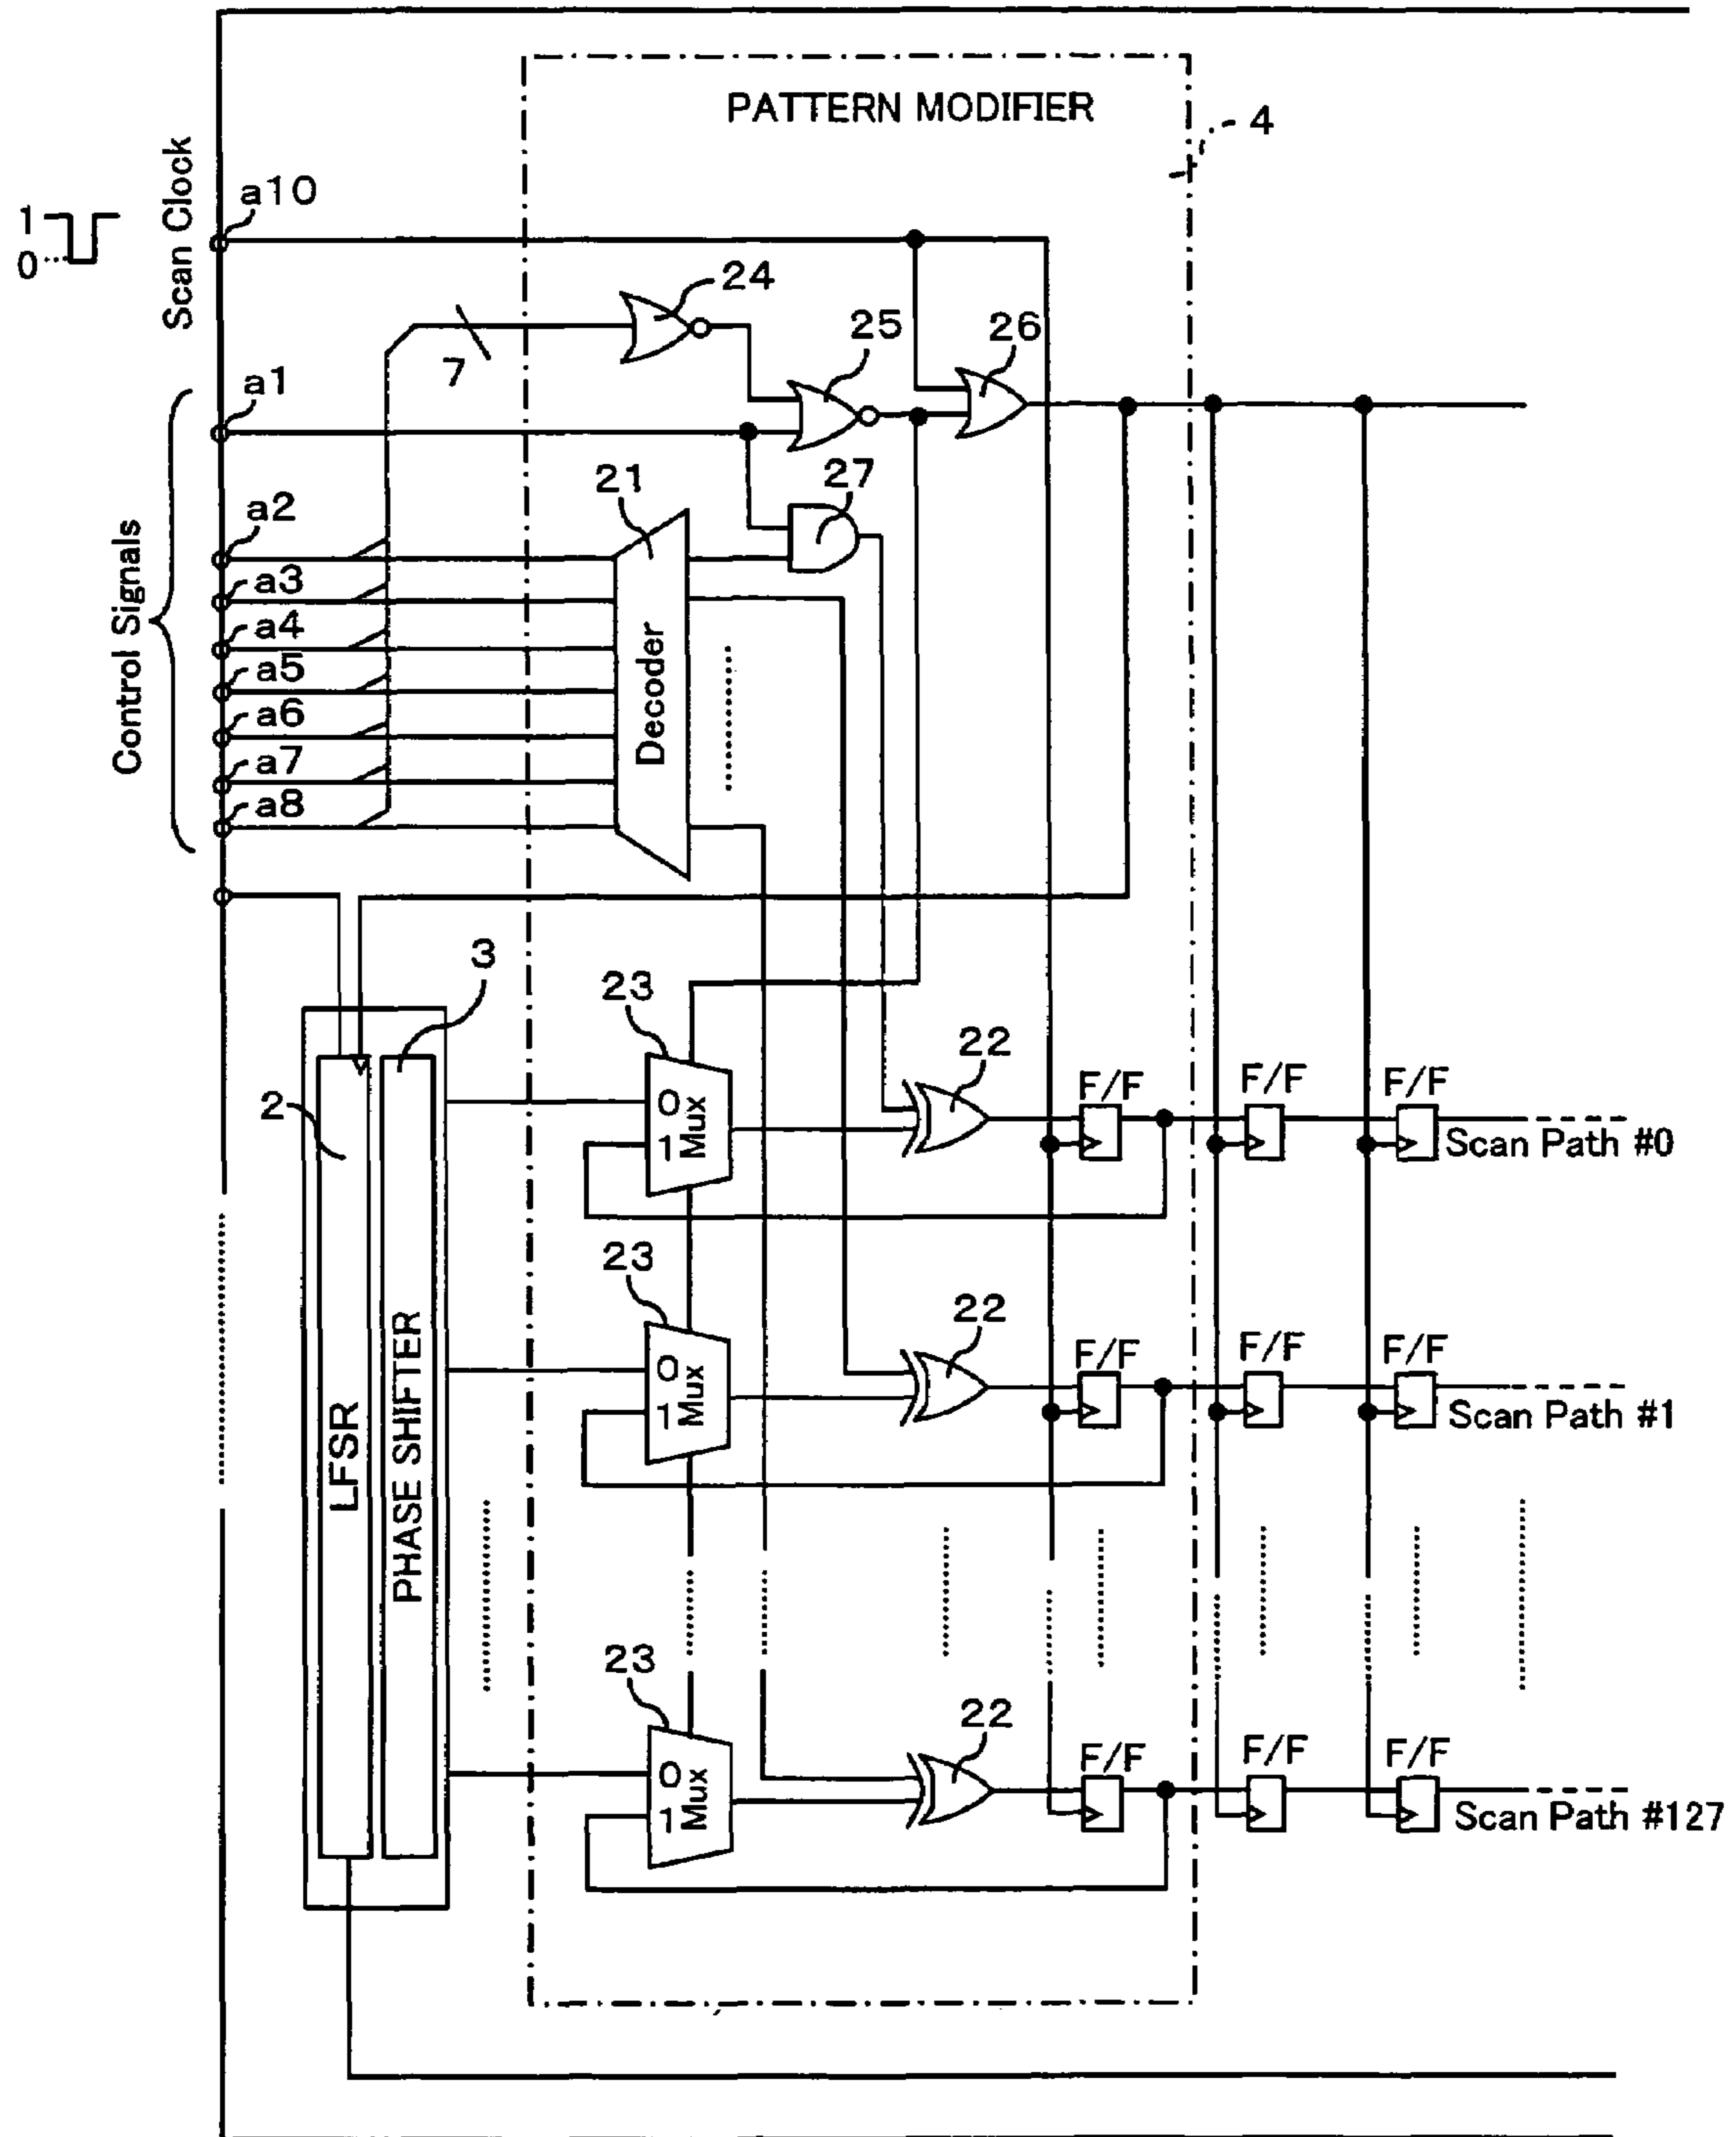 PATTERN MODIFIER
4
Scan Clock
a10
1
0
24
7
25
26
a1
Control Signals
21
27
a2
a3
a4
a5
a6
a7
a8
Decoder
3
2
LFSR
PHASE SHIFTER
23
0
1
Mux
22
F/F
F/F
F/F
Scan Path #0
23
0
1
Mux
22
F/F
F/F
F/F
Scan Path #1
23
0
1
Mux
22
F/F
F/F
F/F
Scan Path #127